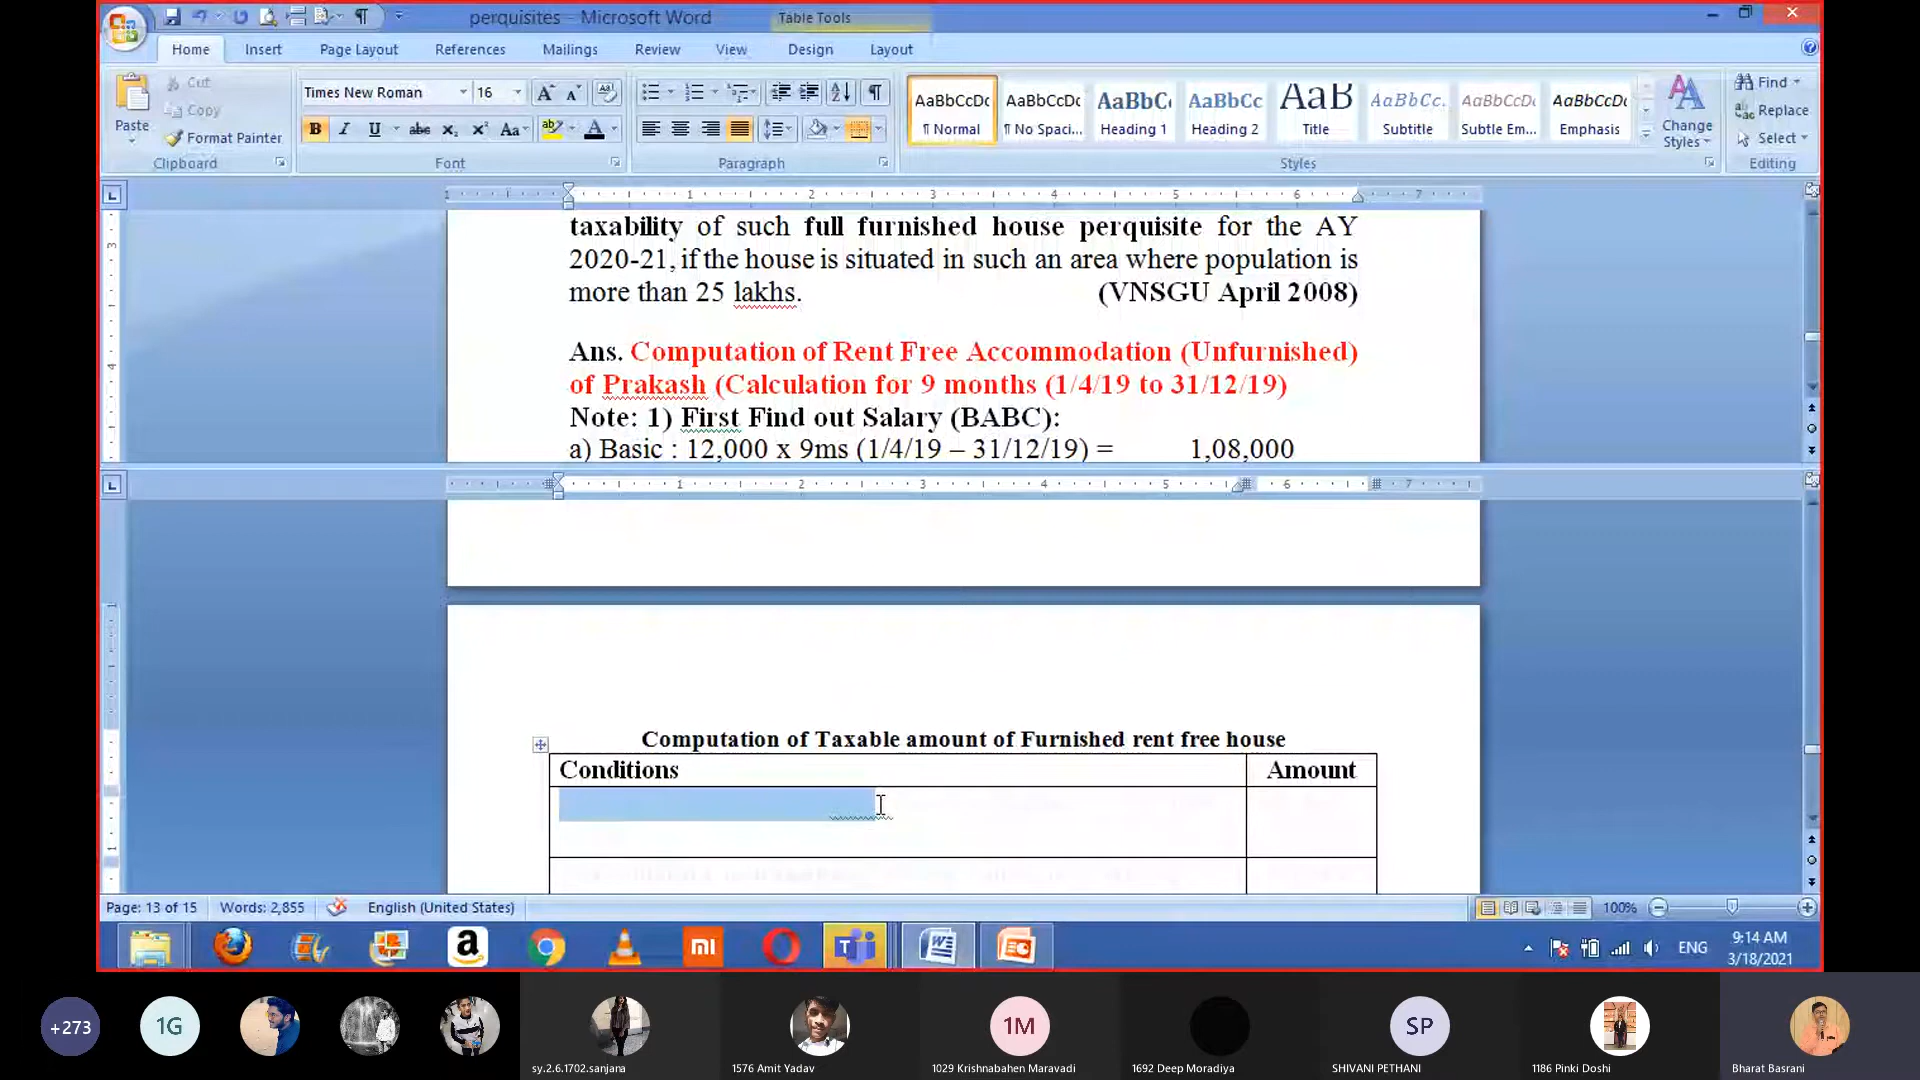 perquisites - Microsoft Word
Table Tools
Home Insert Page Layout References Mailings Review View Design Layout
Paste
Cut
Copy
Format Painter
Clipboard
Times New Roman 16
Font
Paragraph
AaBbCcDc AaBbCcDc AaBbC AaBbCc AaB AaBbCc. AaBbCcDc AaBbCcDc
¶ Normal ¶ No Spaci... Heading 1 Heading 2 Title Subtitle Subtle Em... Emphasis
Styles
Change Styles
Find
Replace
Select
Editing
taxability of such full furnished house perquisite for the AY
2020-21, if the house is situated in such an area where population is
more than 25 lakhs. (VNSGU April 2008)
Ans. Computation of Rent Free Accommodation (Unfurnished)
of Prakash (Calculation for 9 months (1/4/19 to 31/12/19)
Note: 1) First Find out Salary (BABC):
a) Basic : 12,000 x 9ms (1/4/19 – 31/12/19) = 1,08,000
Computation of Taxable amount of Furnished rent free house
Conditions Amount
Page: 13 of 15 Words: 2,855 English (United States) 100%
ENG
9:14 AM
3/18/2021
+273 1G 1M SP
sy.2.6.1702.sanjana 1576 Amit Yadav 1029 Krishnabahen Maravadi 1692 Deep Moradiya SHIVANI PETHANI 1186 Pinki Doshi Bharat Basrani